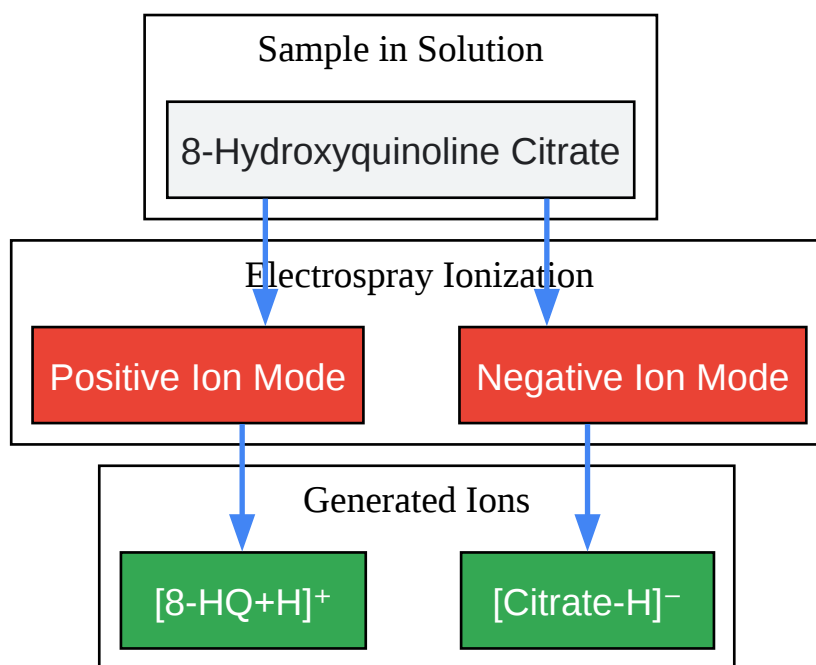 Sample in Solution
8-Hydroxyquinoline Citrate
Electrospray Ionization
Positive Ion Mode
Negative Ion Mode
Generated Ions
[8-HQ+H]⁺
[Citrate-H]⁻